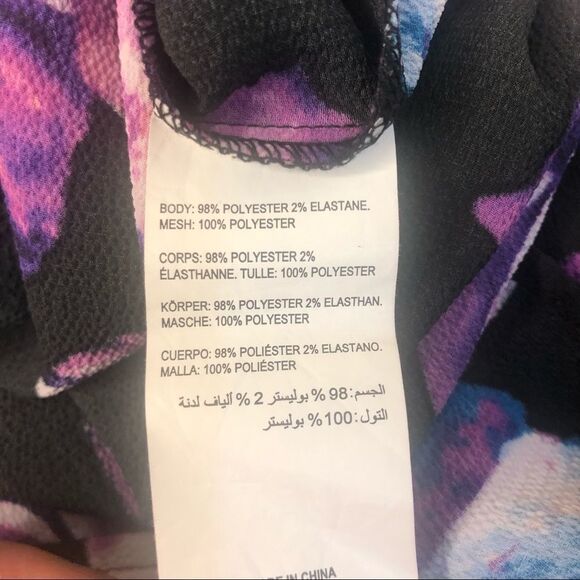 BODY: 98% POLYESTER 2% ELASTANE.
MESH: 100% POLYESTER
CORPS: 98% POLYESTER 2%
ÉLASTHANNE. TULLE: 100% POLYESTER
KÖRPER: 98% POLYESTER 2% ELASTHAN.
MASCHE: 100% POLYESTER
CUERPO: 98% POLIÉSTER 2% ELASTANO.
MALLA: 100% POLIÉSTER
الجسم: 98 % بوليستر 2 % ألياف لدنة
التول: 100 % بوليستر
IN CHINA